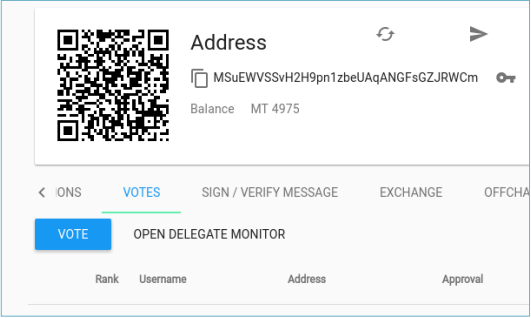 Address
MSuEWVSSvH2H9pn1zbeUAqANGFsGZJRWCm
Balance MT 4975
IONS VOTES SIGN / VERIFY MESSAGE EXCHANGE OFFCHA
VOTE OPEN DELEGATE MONITOR
Rank Username Address Approval